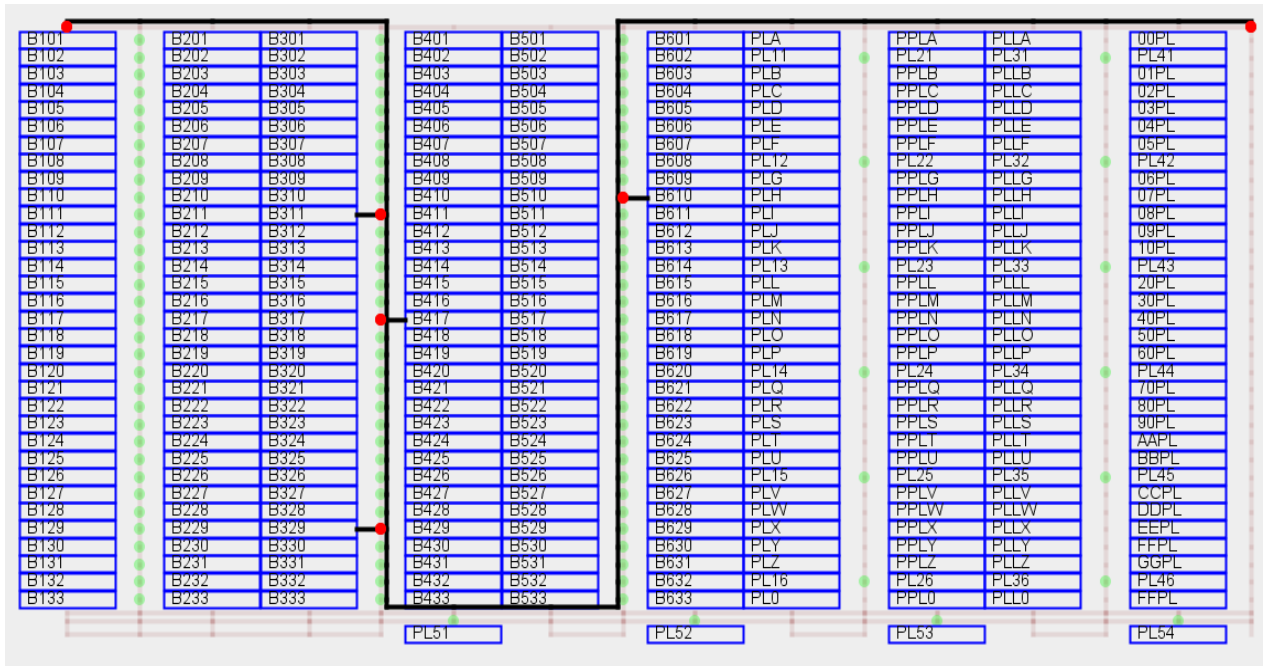 B101 B201 B301 B401 B501 B601 PLA PPLA PLLA 00PL
B102 B202 B302 B402 B502 B602 PL11 PL21 PL31 PL41
B103 B203 B303 B403 B503 B603 PLB PPLB PLLB 01PL
B104 B204 B304 B404 B504 B604 PLC PPLC PLLC 02PL
B105 B205 B305 B405 B505 B605 PLD PPLD PLLD 03PL
B106 B206 B306 B406 B506 B606 PLE PPLE PLLE 04PL
B107 B207 B307 B407 B507 B607 PLF PPLF PLLF 05PL
B108 B208 B308 B408 B508 B608 PL12 PL22 PL32 PL42
B109 B209 B309 B409 B509 B609 PLG PPLG PLLG 06PL
B110 B210 B310 B410 B510 B610 PLH PPLH PLLH 07PL
B111 B211 B311 B411 B511 B611 PLI PPLI PLLI 08PL
B112 B212 B312 B412 B512 B612 PLJ PPLJ PLLJ 09PL
B113 B213 B313 B413 B513 B613 PLK PPLK PLLK 10PL
B114 B214 B314 B414 B514 B614 PL13 PL23 PL33 PL43
B115 B215 B315 B415 B515 B615 PLL PPLL PLLL 20PL
B116 B216 B316 B416 B516 B616 PLM PPLM PLLM 30PL
B117 B217 B317 B417 B517 B617 PLN PPLN PLLN 40PL
B118 B218 B318 B418 B518 B618 PLO PPLO PLLO 50PL
B119 B219 B319 B419 B519 B619 PLP PPLP PLLP 60PL
B120 B220 B320 B420 B520 B620 PL14 PL24 PL34 PL44
B121 B221 B321 B421 B521 B621 PLQ PPLQ PLLQ 70PL
B122 B222 B322 B422 B522 B622 PLR PPLR PLLR 80PL
B123 B223 B323 B423 B523 B623 PLS PPLS PLLS 90PL
B124 B224 B324 B424 B524 B624 PLT PPLT PLLT AAPL
B125 B225 B325 B425 B525 B625 PLU PPLU PLLU BBPL
B126 B226 B326 B426 B526 B626 PL15 PL25 PL35 PL45
B127 B227 B327 B427 B527 B627 PLV PPLV PLLV CCPL
B128 B228 B328 B428 B528 B628 PLW PPLW PLLW DDPL
B129 B229 B329 B429 B529 B629 PLX PPLX PLLX EEPL
B130 B230 B330 B430 B530 B630 PLY PPLY PLLY FFPL
B131 B231 B331 B431 B531 B631 PLZ PPLZ PLLZ GGPL
B132 B232 B332 B432 B532 B632 PL16 PL26 PL36 PL46
B133 B233 B333 B433 B533 B633 PL0 PPL0 PLL0 FFPL
PL51 PL52 PL53 PL54